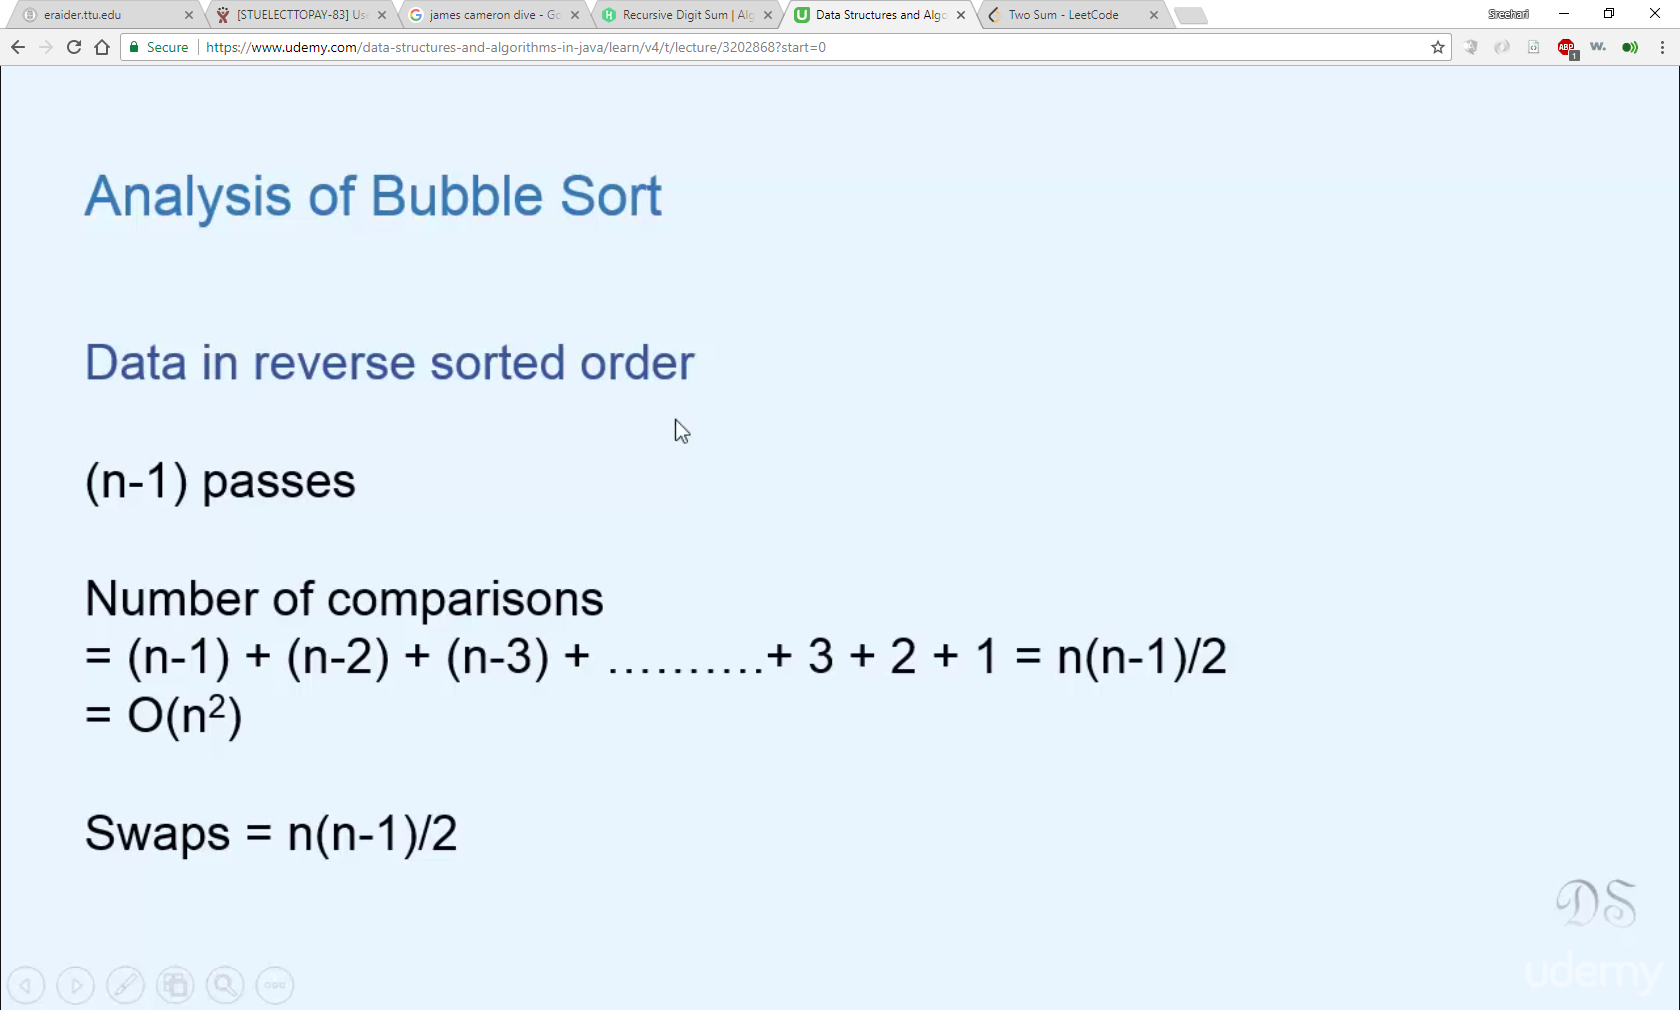 eraider.ttu.edu
[STUELECTTOPAY-83] Us
james cameron dive - Go
Recursive Digit Sum | Alg
Data Structures and Algo
Two Sum - LeetCode
Sreehari
Secure
https://www.udemy.com/data-structures-and-algorithms-in-java/learn/v4/t/lecture/3202868?start=0
ABP
1
w.
Analysis of Bubble Sort
Data in reverse sorted order
(n-1) passes
Number of comparisons
= (n-1) + (n-2) + (n-3) + ..........+ 3 + 2 + 1 = n(n-1)/2
= O(n²)
Swaps = n(n-1)/2
DS
udemy